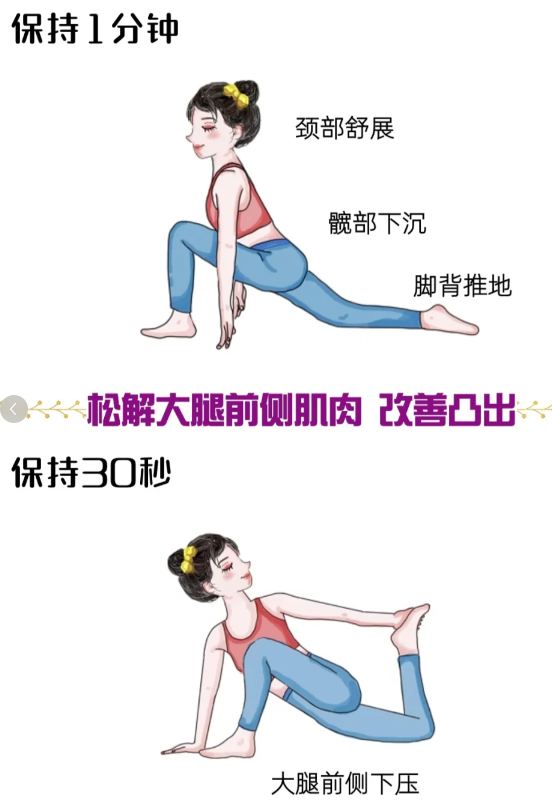 保持1分钟
颈部舒展
髋部下沉
脚背推地
松解大腿前侧肌肉 改善凸出
保持30秒
大腿前侧下压